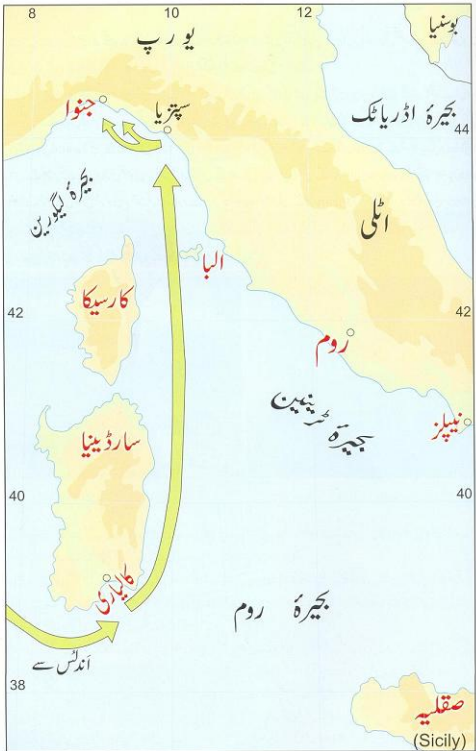 8
10
12
یورپ
بوسنیا
جنوا
سپتزیا
بحیرۂ اڈریاٹک
44
بحیرۂ لیگورین
اٹلی
البا
کارسیکا
42
42
روم
بحیرۂ ٹرینین
نیپلز
سارڈینیا
40
40
کالیاری
بحیرۂ روم
اَندلس سے
38
صقلیہ
(Sicily)